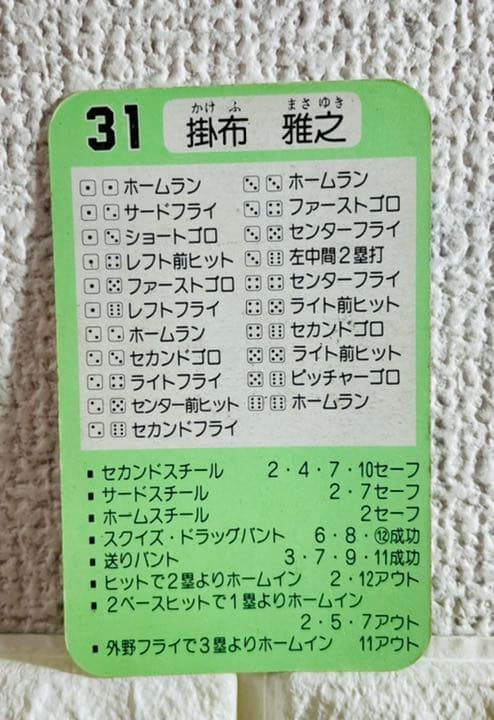 31
かけ ふ まさ ゆき
掛布 雅之
⚀⚀ホームラン
⚀⚁サードフライ
⚀⚂ショートゴロ
⚀⚃レフト前ヒット
⚀⚄ファーストゴロ
⚀⚅レフトフライ
⚁⚁ホームラン
⚁⚂セカンドゴロ
⚁⚃ライトフライ
⚁⚄センター前ヒット
⚁⚅セカンドフライ
⚂⚂ホームラン
⚂⚃ファーストゴロ
⚂⚄センターフライ
⚂⚅左中間2塁打
⚃⚃センターフライ
⚃⚄ライト前ヒット
⚃⚅セカンドゴロ
⚄⚄ライト前ヒット
⚄⚅ピッチャーゴロ
⚅⚅ホームラン
▪セカンドスチール 2・4・7・10セーフ
▪サードスチール 2・7セーフ
▪ホームスチール 2セーフ
▪スクイズ・ドラッグバント 6・8・⑫成功
▪送りバント 3・7・9・11成功
▪ヒットで2塁よりホームイン 2・12アウト
▪2ベースヒットで1塁よりホームイン
2・5・7アウト
▪外野フライで3塁よりホームイン 11アウト